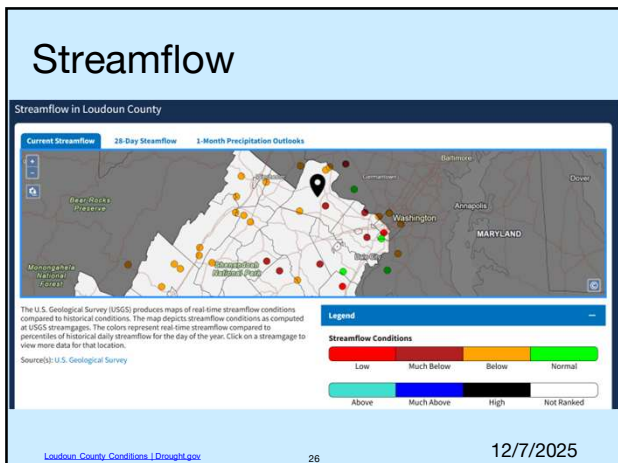 Streamflow
Streamflow in Loudoun County
Current Streamflow 28-Day Steamflow 1-Month Precipitation Outlooks
Baltimore
Winchester
Germantown
Dover
Bear Rocks
Preserve
Annapolis
Washington
MARYLAND
Dale City
Monongahela
National
Forest
Shenandoah
National Park
The U.S. Geological Survey (USGS) produces maps of real-time streamflow conditions
compared to historical conditions. The map depicts streamflow conditions as computed
at USGS streamgages. The colors represent real-time streamflow compared to
percentiles of historical daily streamflow for the day of the year. Click on a streamgage to
view more data for that location.
Source(s): U.S. Geological Survey
Legend
Streamflow Conditions
Low Much Below Below Normal
Above Much Above High Not Ranked
Loudoun County Conditions | Drought.gov 26 12/7/2025